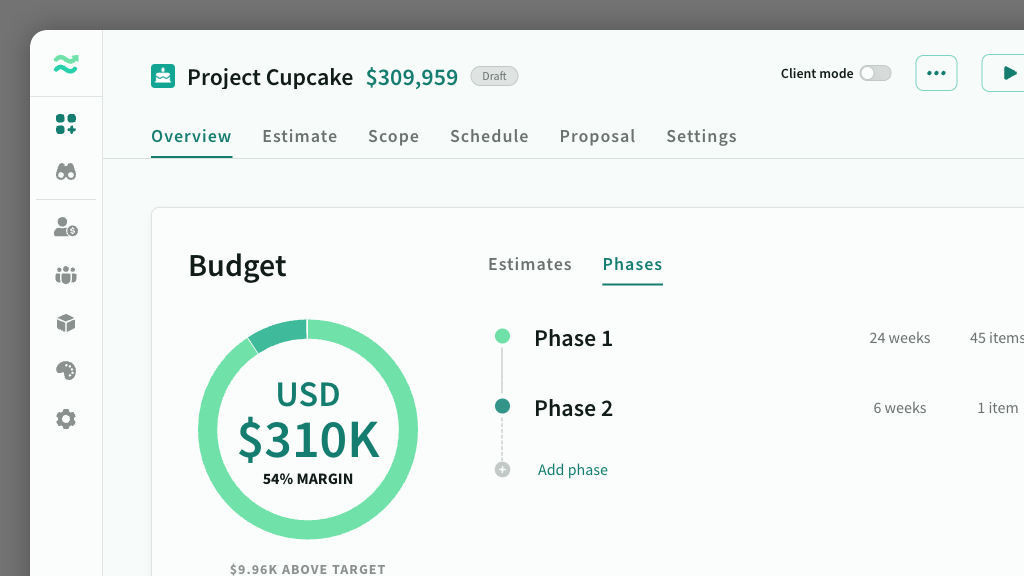 Project Cupcake $309,959 Draft
Client mode
Overview Estimate Scope Schedule Proposal Settings
Budget
Estimates Phases
USD
$310K
54% MARGIN
$9.96K ABOVE TARGET
Phase 1 24 weeks 45 items
Phase 2 6 weeks 1 item
Add phase